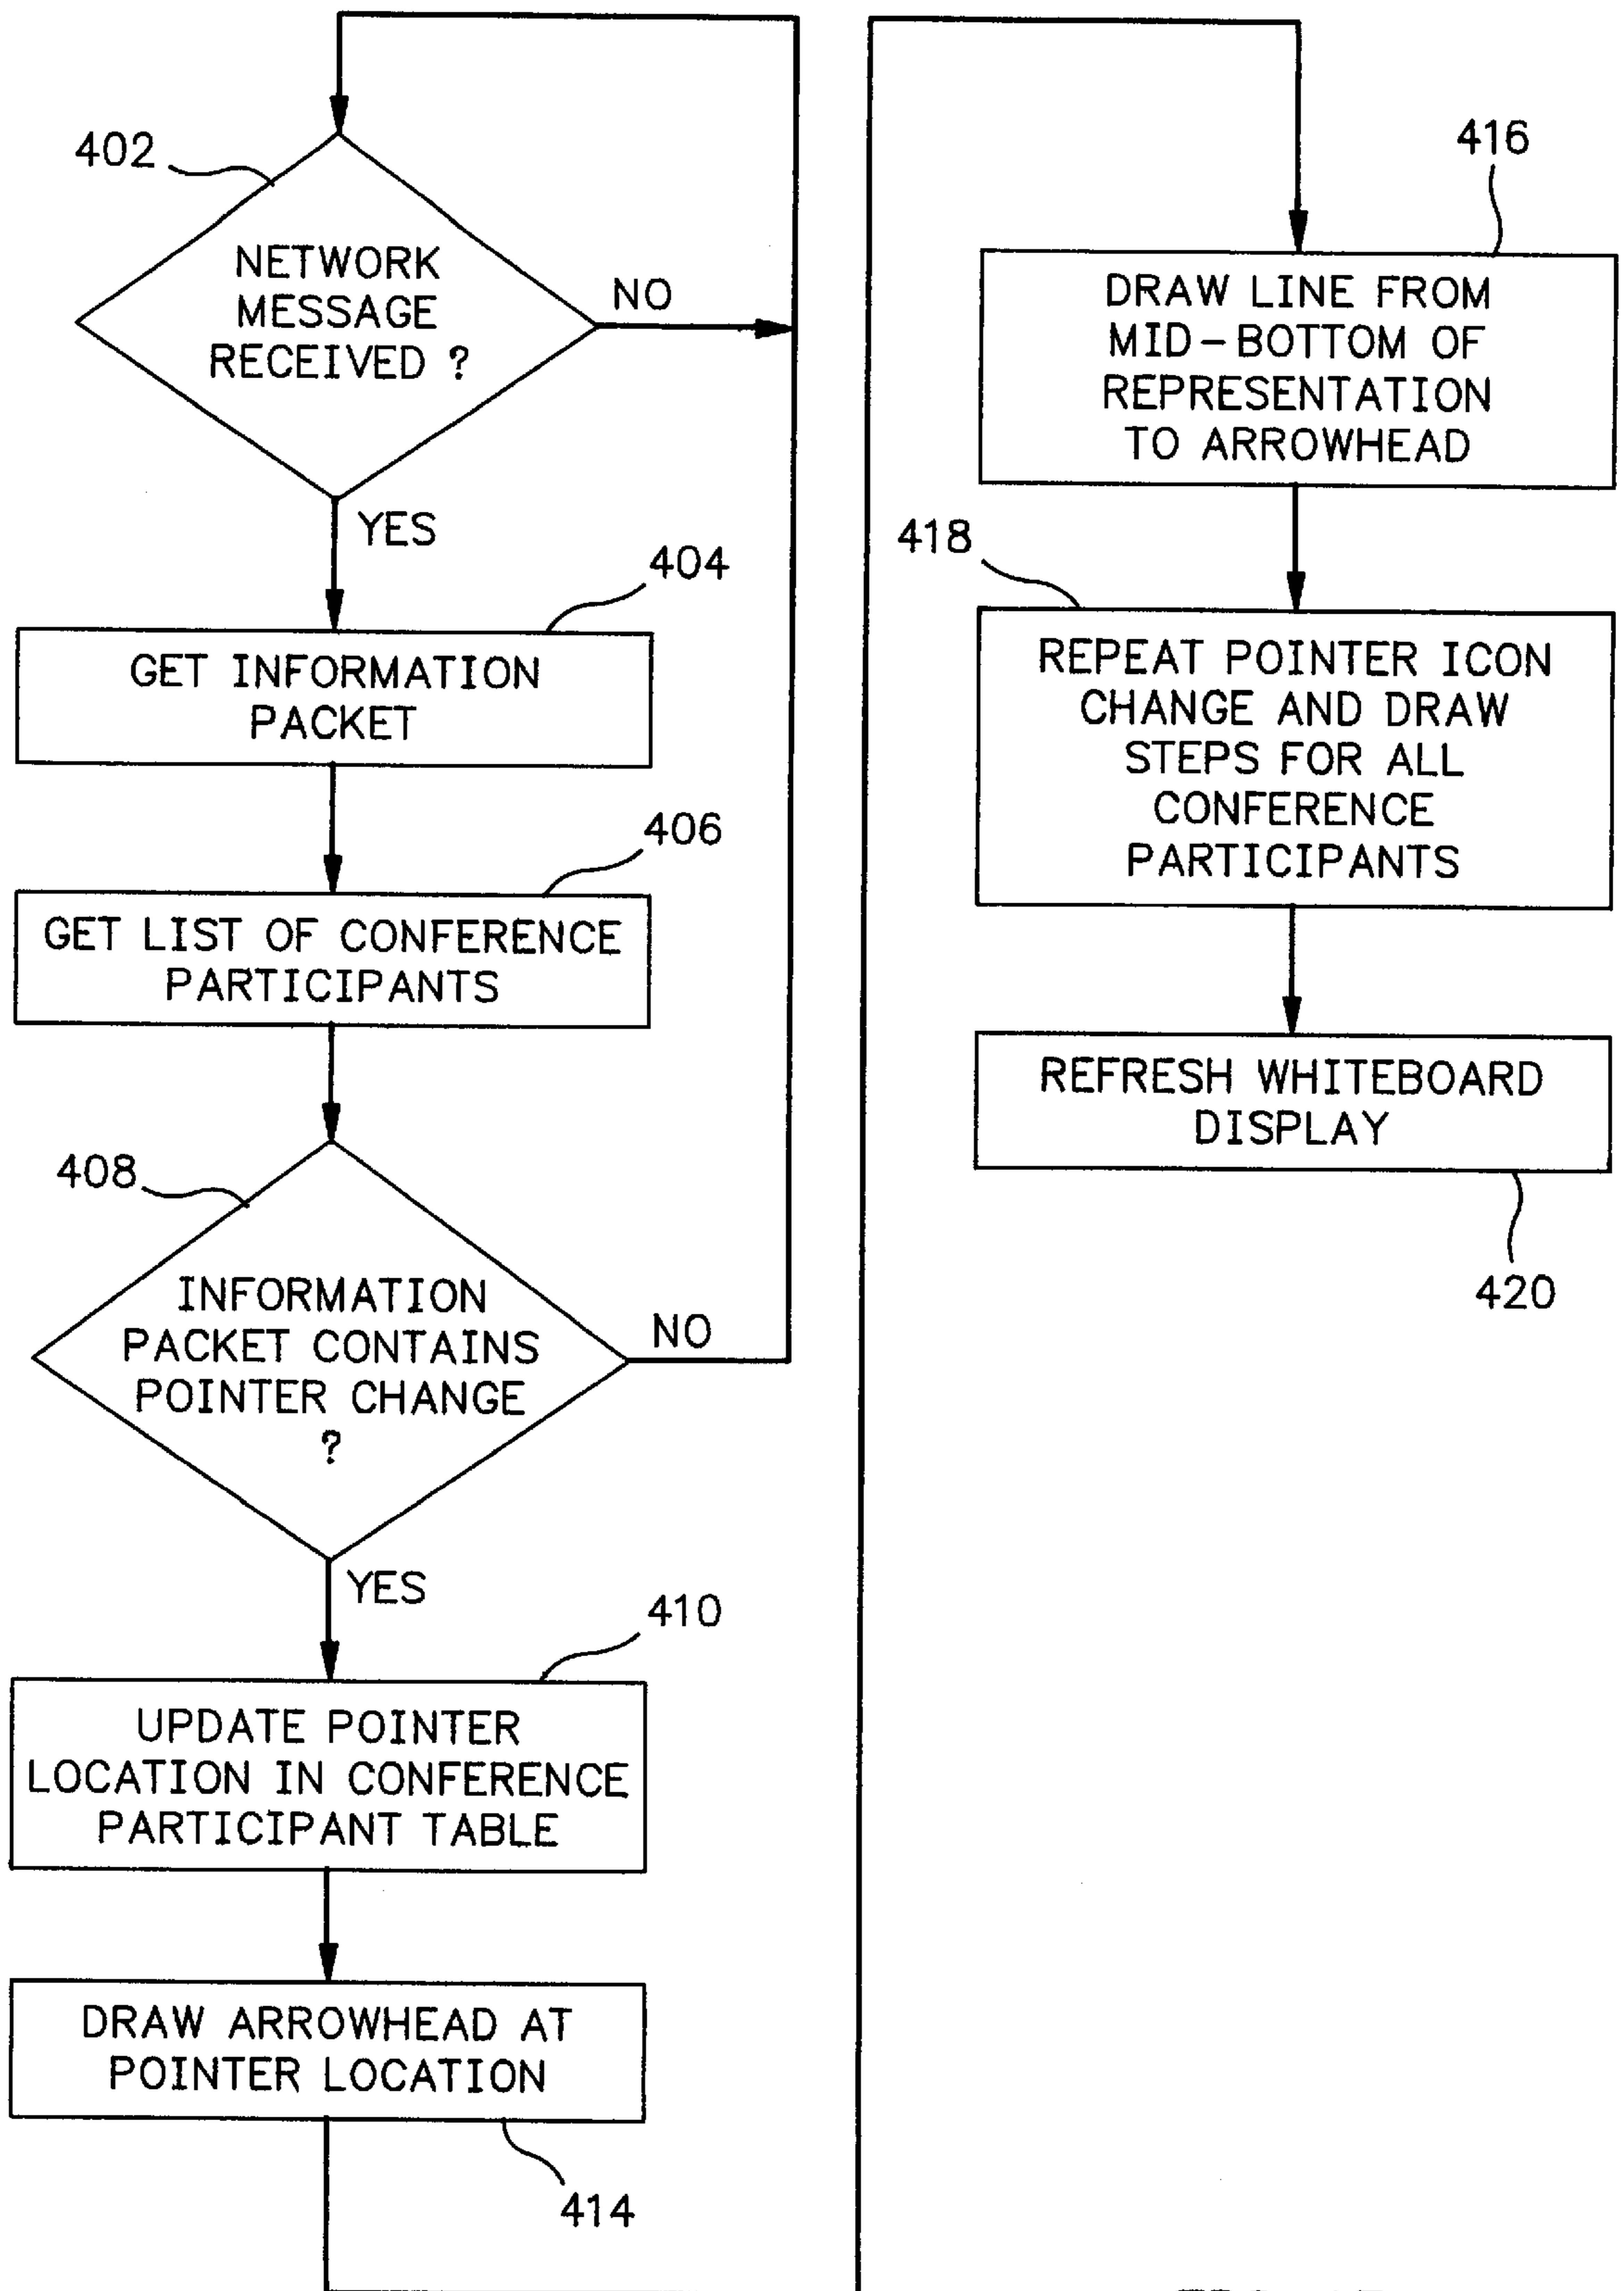 402
NETWORK
MESSAGE
RECEIVED ?
NO
YES
404
GET INFORMATION
PACKET
406
GET LIST OF CONFERENCE
PARTICIPANTS
408
INFORMATION
PACKET CONTAINS
POINTER CHANGE
?
NO
YES
410
UPDATE POINTER
LOCATION IN CONFERENCE
PARTICIPANT TABLE
DRAW ARROWHEAD AT
POINTER LOCATION
414
416
DRAW LINE FROM
MID-BOTTOM OF
REPRESENTATION
TO ARROWHEAD
418
REPEAT POINTER ICON
CHANGE AND DRAW
STEPS FOR ALL
CONFERENCE
PARTICIPANTS
REFRESH WHITEBOARD
DISPLAY
420